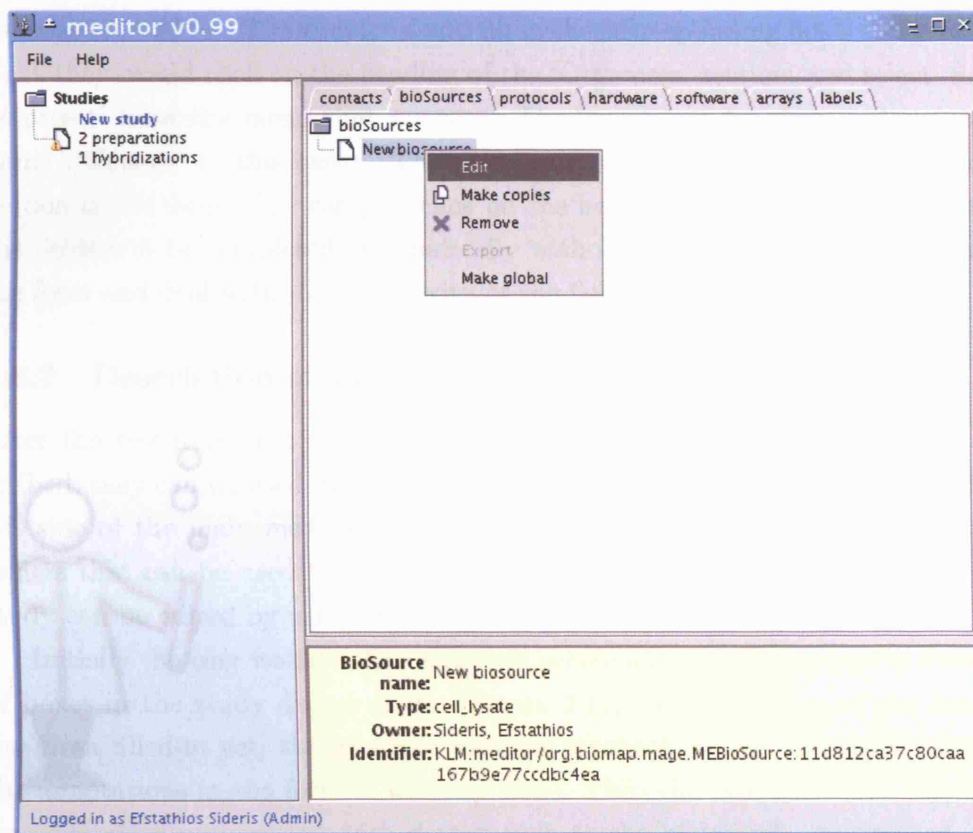 meditor v0.99
File Help
Studies
New study
2 preparations
1 hybridizations
contacts bioSources protocols hardware software arrays labels
bioSources
New biosource
Edit
Make copies
Remove
Export
Make global
BioSource name: New biosource
Type: cell_lysate
Owner: Sideris, Efstathios
Identifier: KLM:meditor/org.biomap.mage.MEBioSource:11d812ca37c80caa
167b9e77ccdbc4ea
Logged in as Efstathios Sideris (Admin)